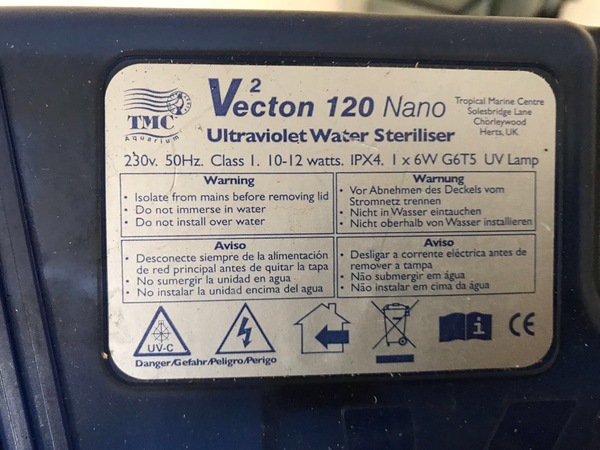 TMC
Aquarium
V² ecton 120 Nano
Tropical Marine Centre
Solesbridge Lane
Chorleywood
Herts, UK
Ultraviolet Water Steriliser
230v. 50Hz. Class 1. 10-12 watts. IPX4. 1 x 6W G6T5 UV Lamp
Warning
• Isolate from mains before removing lid
• Do not immerse in water
• Do not install over water
Warnung
• Vor Abnehmen des Deckels vom
Stromnetz trennen
• Nicht in Wasser eintauchen
• Nicht oberhalb von Wasser installieren
Aviso
• Desconecte siempre de la alimentación
de red principal antes de quitar la tapa
• No sumergir la unidad en agua
• No instalar la unidad encima del agua
Aviso
• Desligar a corrente eléctrica antes de
remover a tampa
• Não submergir em água
• Não instalar em cima da água
UV-C
Danger/Gefahr/Peligro/Perigo
i
CE